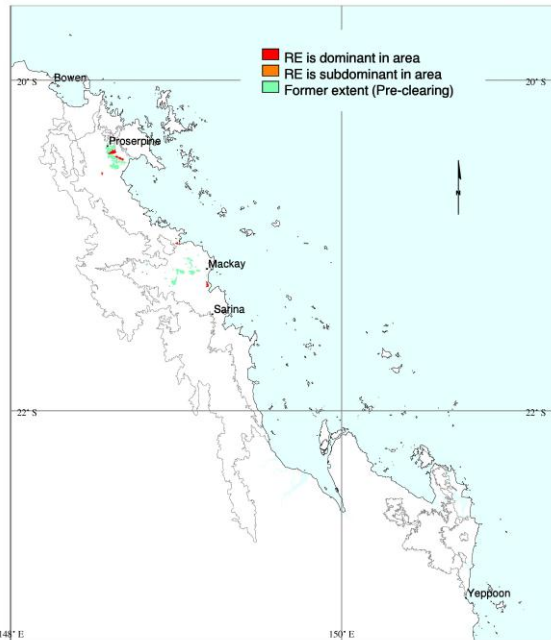 RE is dominant in area
RE is subdominant in area
Former extent (Pre-clearing)
20° S
20° S
Bowen
Proserpine
N
Mackay
Sarina
22° S
22° S
Yeppoon
148° E
150° E